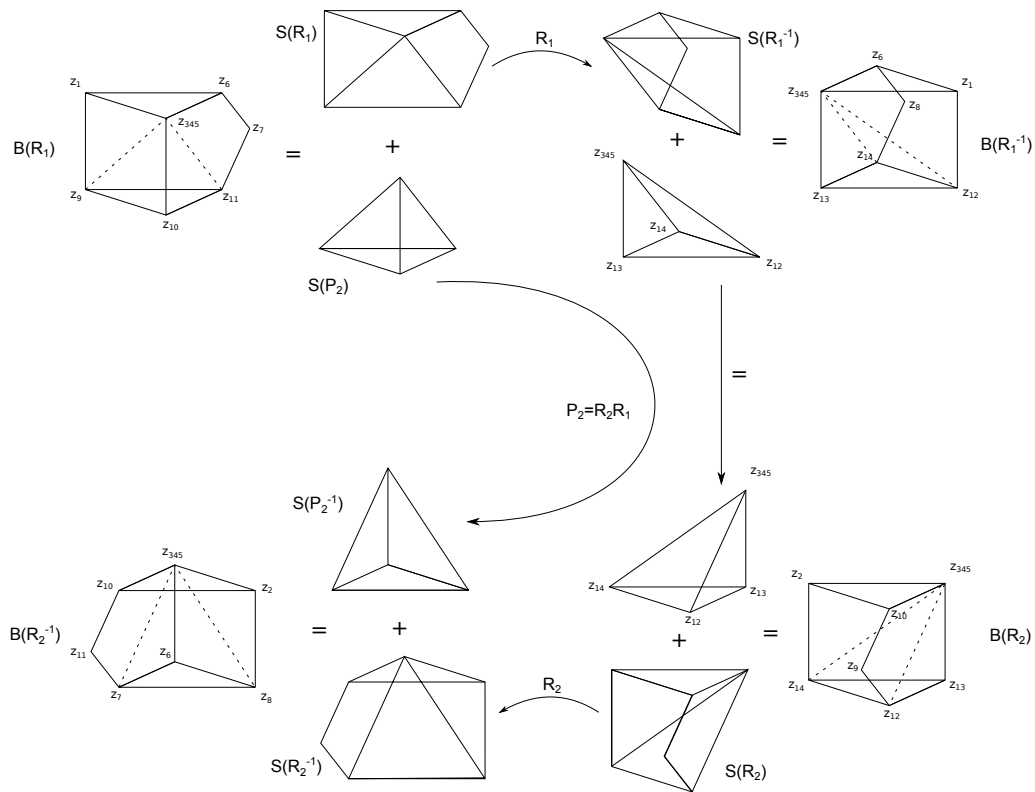 S(R₁)
R₁
S(R₁⁻¹)
z₁
z₆
z₃₄₅
z₇
B(R₁)
=
z₉
z₁₁
z₁₀
+
+
=
z₆
z₃₄₅
z₁
z₈
z₁₄
z₁₃
z₁₂
B(R₁⁻¹)
S(P₂)
z₃₄₅
z₁₄
z₁₃
z₁₂
=
P₂=R₂R₁
S(P₂⁻¹)
z₃₄₅
z₁₄
z₁₃
z₁₂
z₃₄₅
z₁₀
z₂
B(R₂⁻¹)
z₁₁
z₆
z₇
z₈
=
+
+
=
z₂
z₃₄₅
z₁₀
z₉
z₁₄
z₁₃
z₁₂
B(R₂)
R₂
S(R₂⁻¹)
S(R₂)